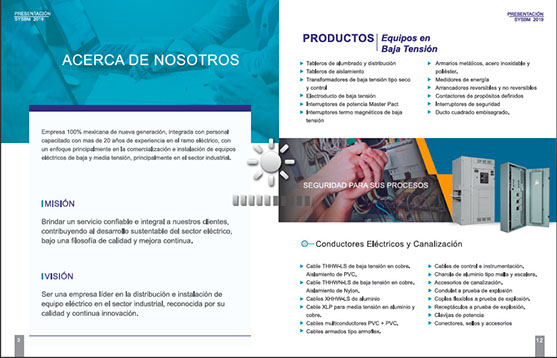 PRESENTACIÓN
SYSBM 2019
ACERCA DE NOSOTROS
Empresa 100% mexicana de nueva generación, integrada con personal
capacitado con mas de 20 años de experiencia en el ramo eléctrico, con
un enfoque principalmente en la comercialización e instalación de equipos
eléctricos de baja y media tensión, principalmente en el sector industrial.
MISIÓN
Brindar un servicio confiable e integral a nuestros clientes,
contribuyendo al desarrollo sustentable del sector eléctrico,
bajo una filosofía de calidad y mejora continua.
VISIÓN
Ser una empresa líder en la distribución e instalación de
equipo eléctrico en el sector industrial, reconocida por su
calidad y continua innovación.
3
PRESENTACIÓN
SYSBM 2019
PRODUCTOS
Equipos en
Baja Tensión
Tableros de alumbrado y distribución
Tableros de aislamiento
Transformadores de baja tensión tipo seco
y control
Electroducto de baja tensión
Interruptores de potencia Master Pact
Interruptores termo magnéticos de baja
tensión
Armarios metálicos, acero inoxidable y
poliéster.
Medidores de energía
Arrancadores reversibles y no reversibles
Contactores de propósitos definidos
Interruptores de seguridad
Ducto cuadrado embisagrado,
SEGURIDAD PARA SUS PROCESOS
Conductores Eléctricos y Canalización
Cable THHW-LS de baja tensión en cobre,
Aislamiento de PVC,
Cable THHWN-LS de baja tensión en cobre,
Aislamiento de Nylon,
Cables XHHW-LS de aluminio
Cable XLP para media tensión en aluminio y
cobre.
Cables multiconductores PVC + PVC,
Cables armados tipo armoflex.
Cables de control e instrumentación,
Charola de aluminio tipo malla y escalera,
Accesorios de canalización,
Condulet a prueba de explosión
Coples flexibles a prueba de explosión,
Receptáculos a prueba de explosión,
Clavijas de potencia
Conectores, sellos y accesorios
12